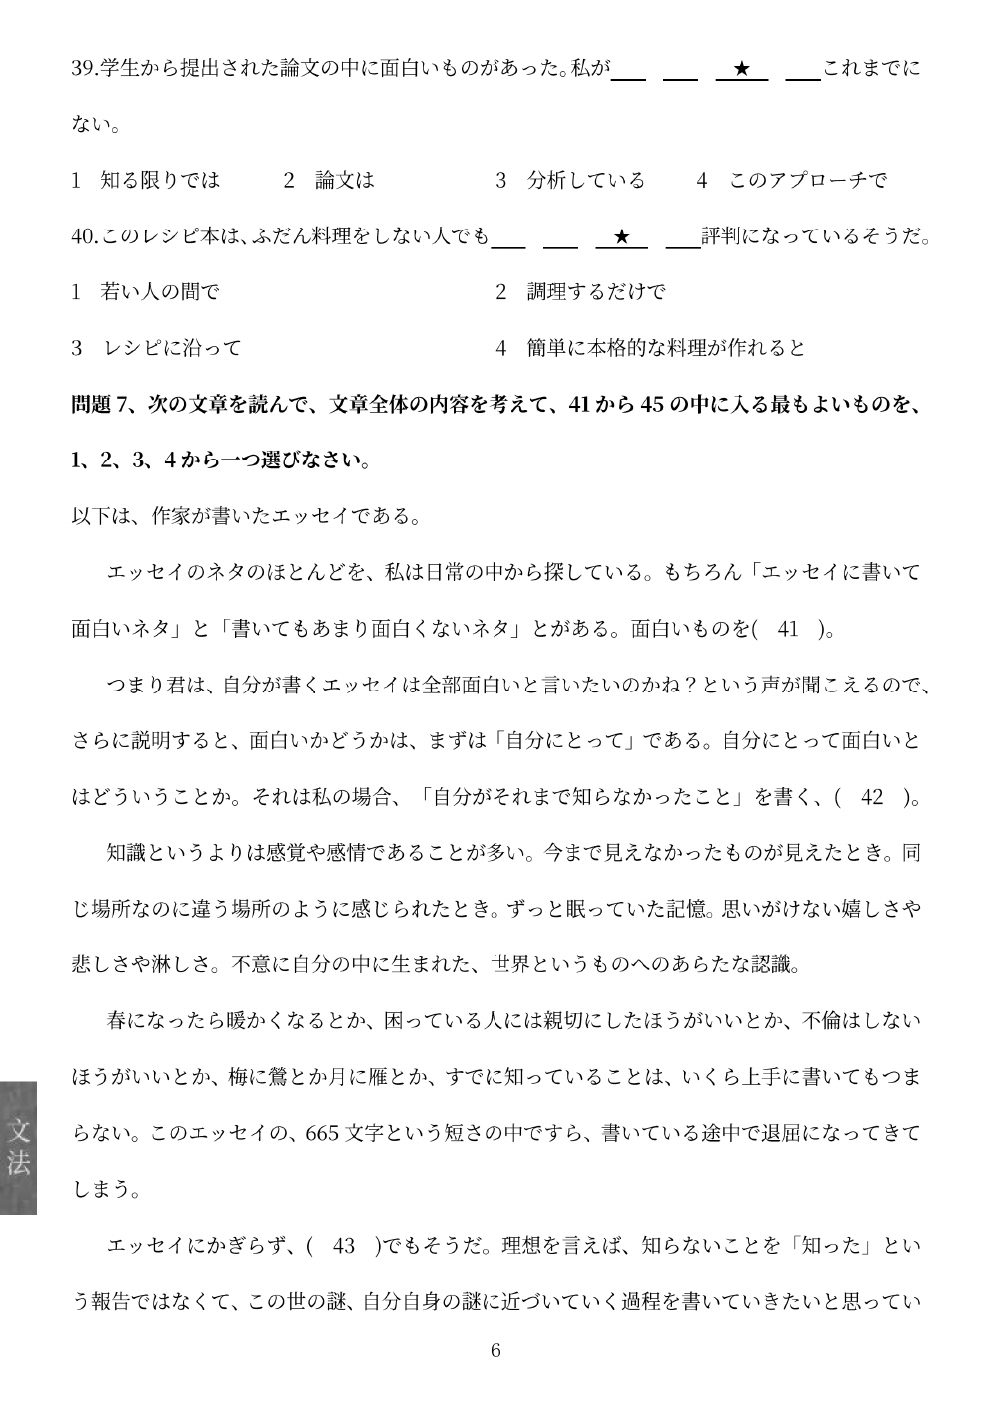 39.学生から提出された論文の中に面白いものがあった。私が＿＿ ＿＿ ＿★＿ ＿＿これまでに
ない。
1　知る限りでは　2　論文は　3　分析している　4　このアプローチで
40.このレシピ本は、ふだん料理をしない人でも＿＿ ＿＿ ＿★＿ ＿＿評判になっているそうだ。
1　若い人の間で　2　調理するだけで
3　レシピに沿って　4　簡単に本格的な料理が作れると
問題 7、次の文章を読んで、文章全体の内容を考えて、41 から 45 の中に入る最もよいものを、
1、2、3、4 から一つ選びなさい。
以下は、作家が書いたエッセイである。
エッセイのネタのほとんどを、私は日常の中から探している。もちろん「エッセイに書いて
面白いネタ」と「書いてもあまり面白くないネタ」とがある。面白いものを(　41　)。
つまり君は、自分が書くエッセイは全部面白いと言いたいのかね？という声が聞こえるので、
さらに説明すると、面白いかどうかは、まずは「自分にとって」である。自分にとって面白いと
はどういうことか。それは私の場合、「自分がそれまで知らなかったこと」を書く、(　42　)。
知識というよりは感覚や感情であることが多い。今まで見えなかったものが見えたとき。同
じ場所なのに違う場所のように感じられたとき。ずっと眠っていた記憶。思いがけない嬉しさや
悲しさや淋しさ。不意に自分の中に生まれた、世界というものへのあらたな認識。
春になったら暖かくなるとか、困っている人には親切にしたほうがいいとか、不倫はしない
ほうがいいとか、梅に鶯とか月に雁とか、すでに知っていることは、いくら上手に書いてもつま
らない。このエッセイの、665 文字という短さの中ですら、書いている途中で退屈になってきて
しまう。
エッセイにかぎらず、(　43　)でもそうだ。理想を言えば、知らないことを「知った」とい
う報告ではなくて、この世の謎、自分自身の謎に近づいていく過程を書いていきたいと思ってい
文法
6